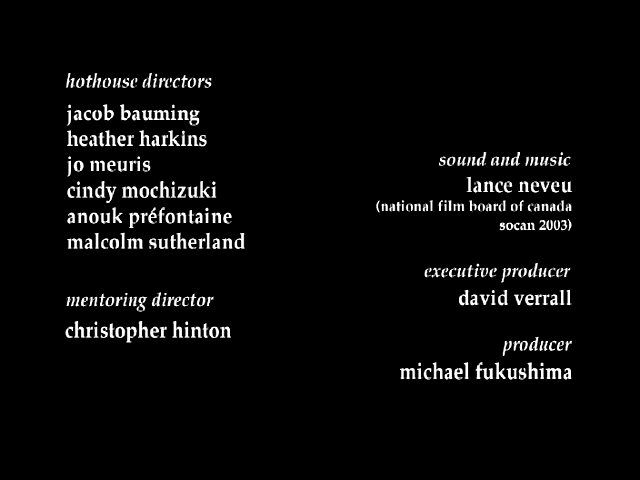 hothouse directors
jacob bauming
heather harkins
jo meuris
cindy mochizuki
anouk préfontaine
malcolm sutherland
mentoring director
christopher hinton
sound and music
lance neveu
(national film board of canada
socan 2003)
executive producer
david verrall
producer
michael fukushima